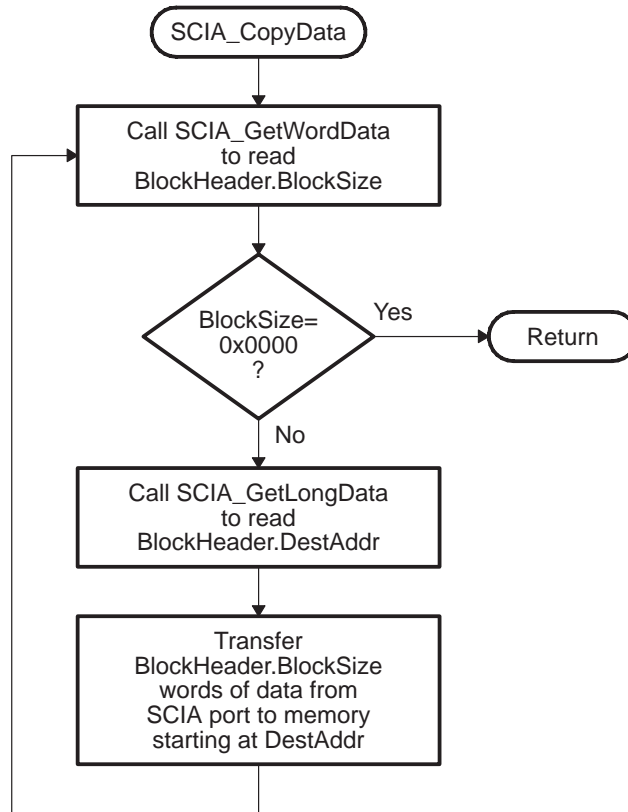 SCIA_CopyData
Call SCIA_GetWordData
to read
BlockHeader.BlockSize
BlockSize=
0x0000
?
Yes
Return
No
Call SCIA_GetLongData
to read
BlockHeader.DestAddr
Transfer
BlockHeader.BlockSize
words of data from
SCIA port to memory
starting at DestAddr